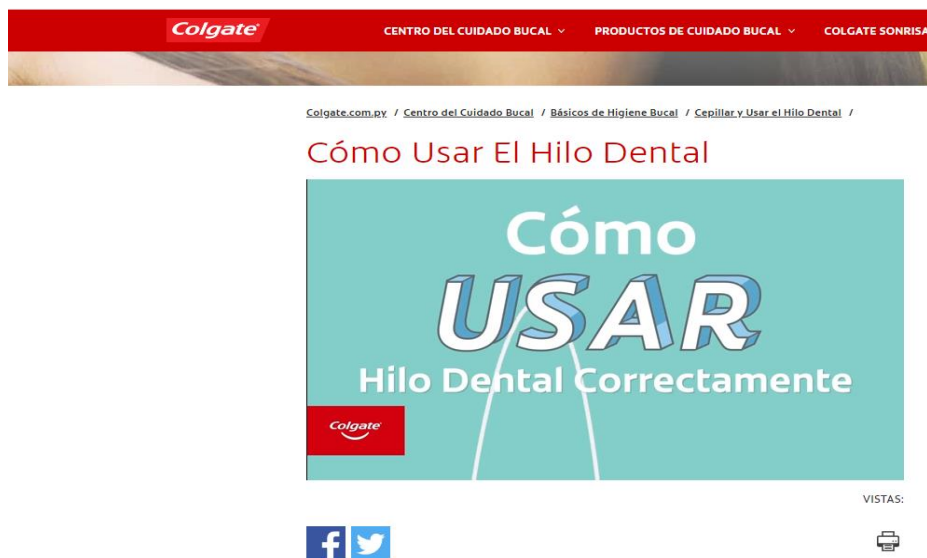 Colgate
CENTRO DEL CUIDADO BUCAL PRODUCTOS DE CUIDADO BUCAL COLGATE SONRISA
Colgate.com.py / Centro del Cuidado Bucal / Básicos de Higiene Bucal / Cepillar y Usar el Hilo Dental /
Cómo Usar El Hilo Dental
Cómo
USAR
Hilo Dental Correctamente
Colgate
VISTAS: